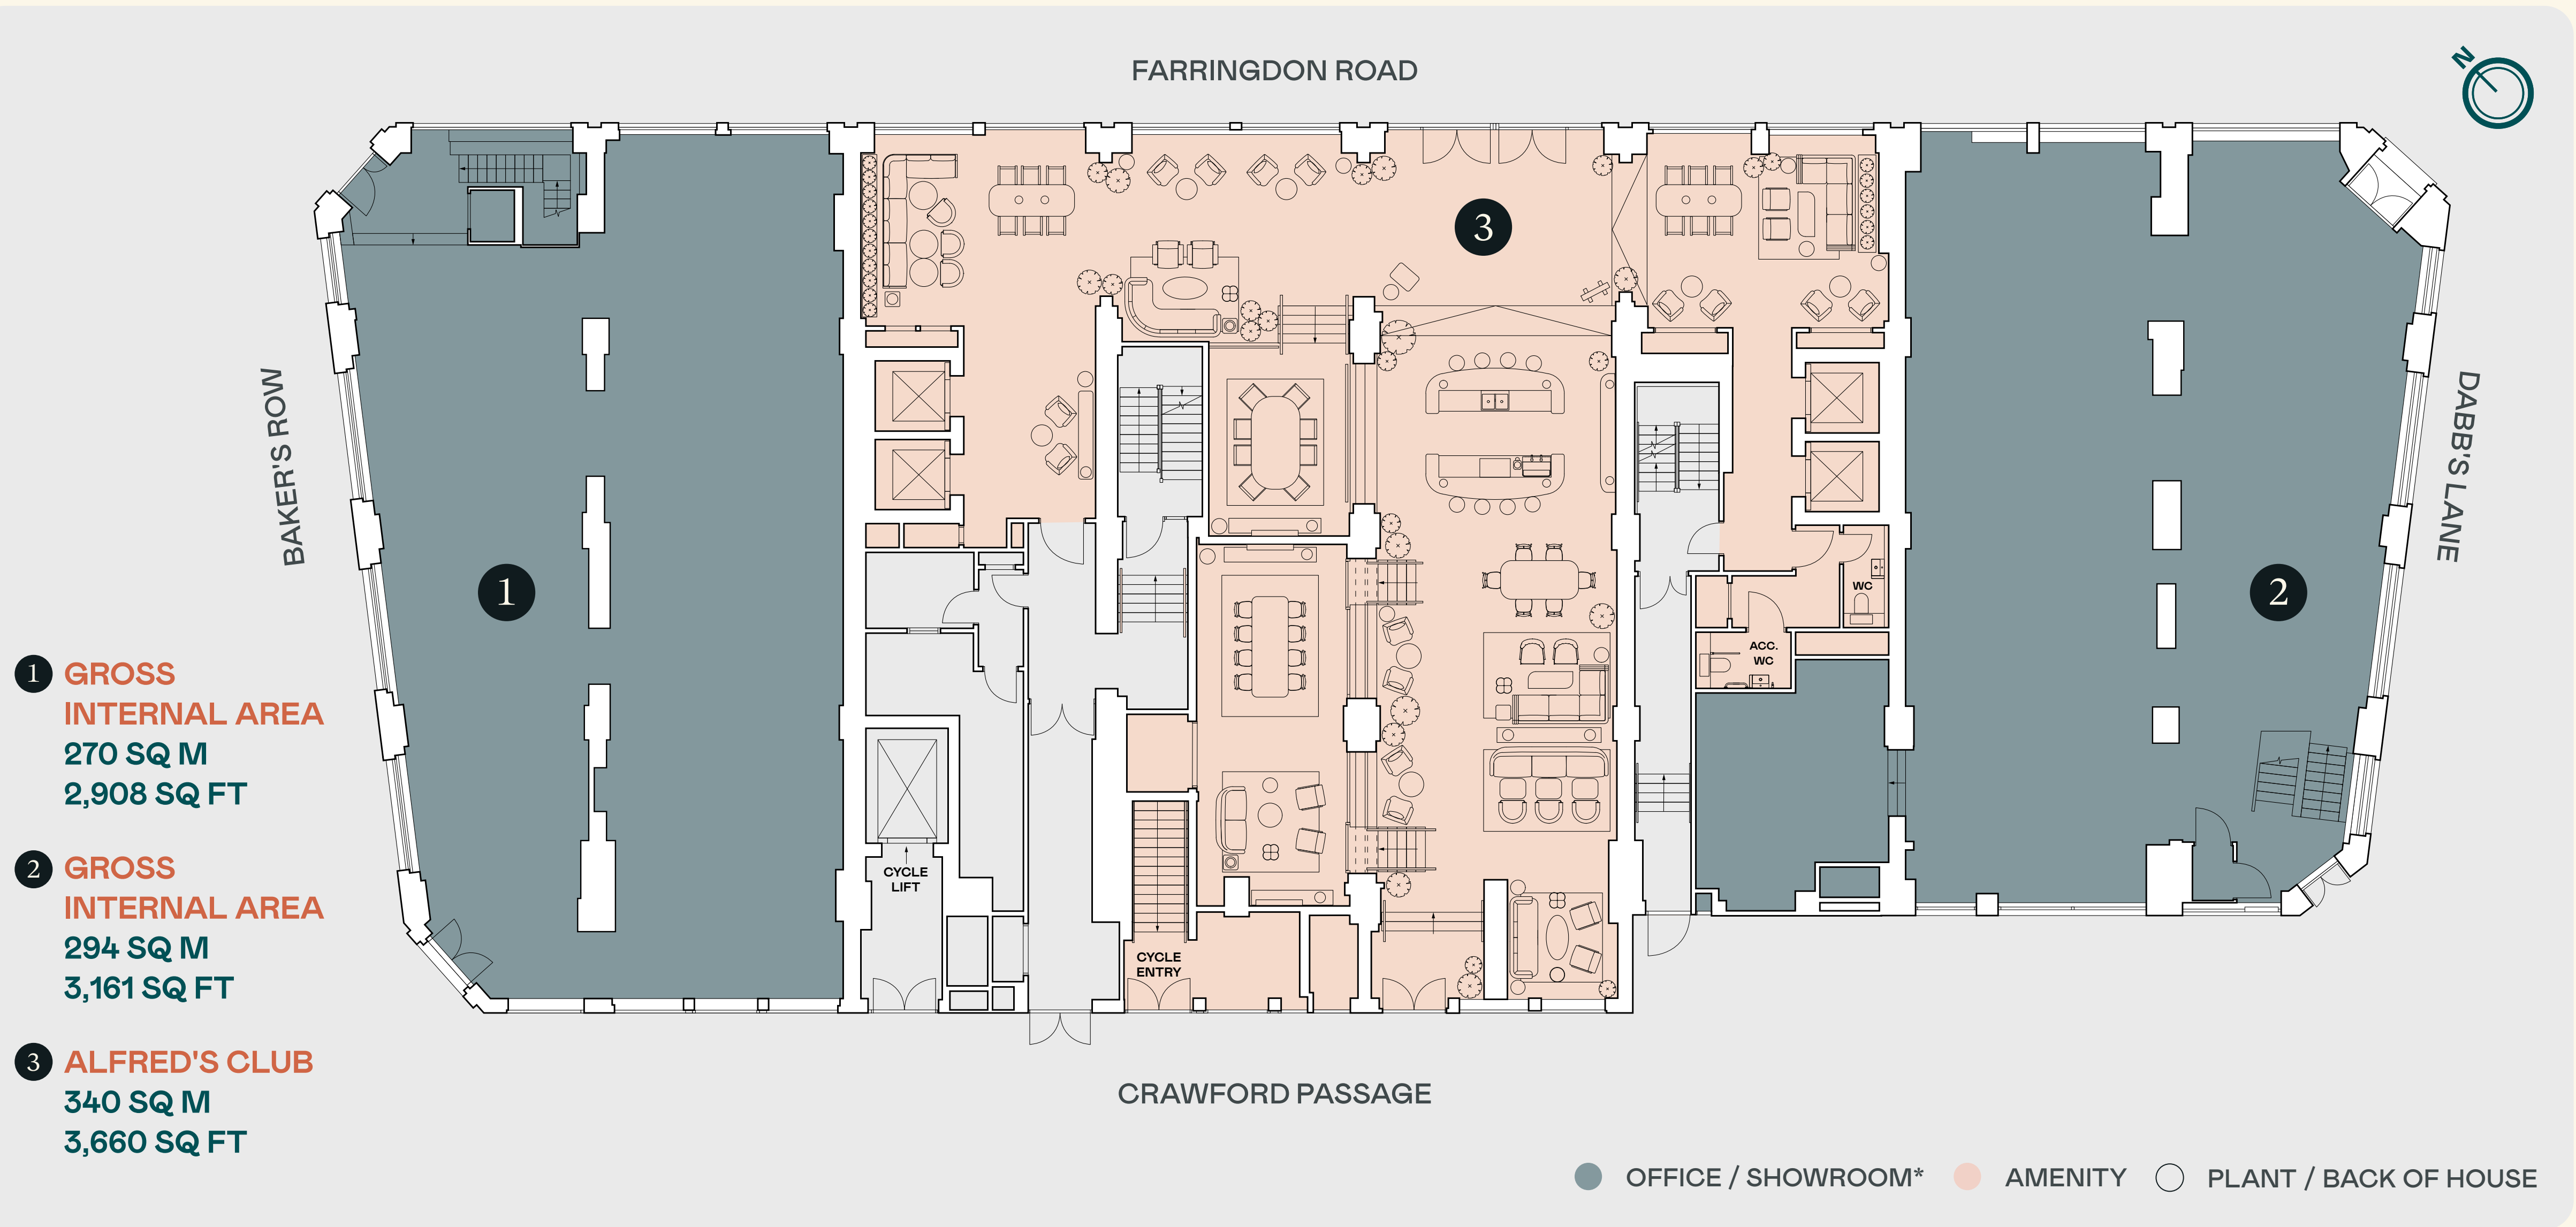 FARRINGDON ROAD
N
3
BAKER'S ROW
DABB'S LANE
1
2
WC
ACC.
WC
CYCLE
LIFT
CYCLE
ENTRY
1 GROSS
INTERNAL AREA
270 SQ M
2,908 SQ FT
2 GROSS
INTERNAL AREA
294 SQ M
3,161 SQ FT
3 ALFRED'S CLUB
340 SQ M
3,660 SQ FT
CRAWFORD PASSAGE
OFFICE / SHOWROOM*
AMENITY
PLANT / BACK OF HOUSE